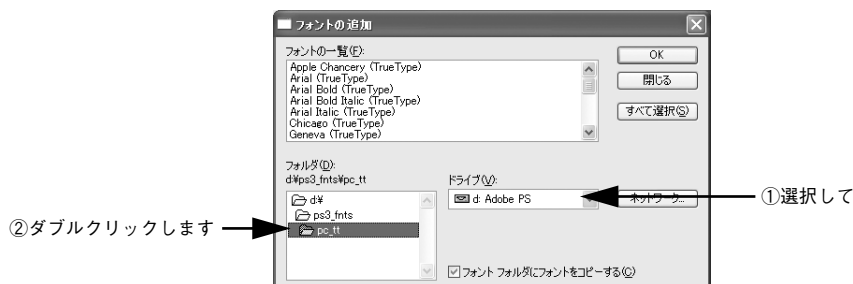 フォントの追加
フォントの一覧(F):
Apple Chancery (TrueType)
Arial (TrueType)
Arial Bold (TrueType)
Arial Bold Italic (TrueType)
Arial Italic (TrueType)
Chicago (TrueType)
Geneva (TrueType)
OK
閉じる
すべて選択(S)
フォルダ(D):
d:¥ps3_fnts¥pc_tt
d:¥
ps3_fnts
pc_tt
ドライブ(V):
d: Adobe PS
ネットワーク...
①選択して
②ダブルクリックします
フォント フォルダにフォントをコピーする(C)